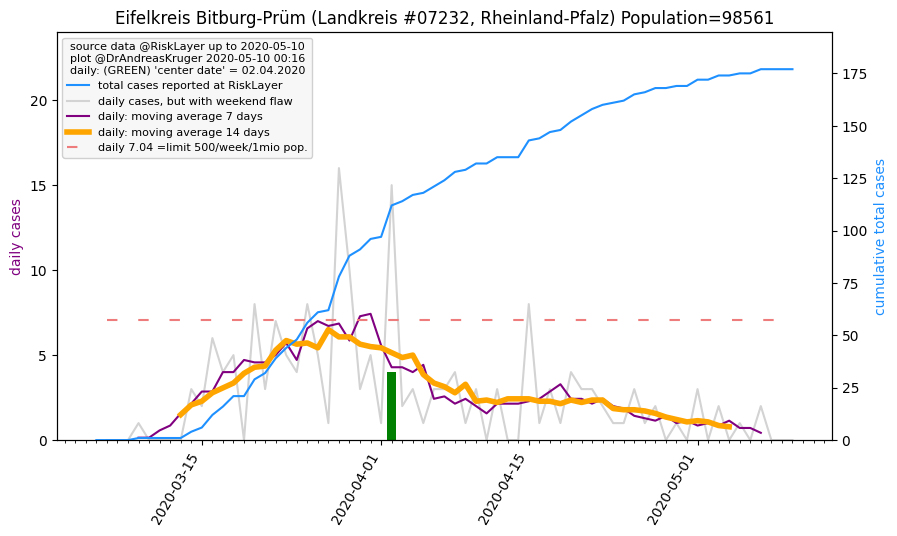 Eifelkreis Bitburg-Prüm (Landkreis #07232, Rheinland-Pfalz) Population=98561
source data @RiskLayer up to 2020-05-10
plot @DrAndreasKruger 2020-05-10 00:16
daily: (GREEN) 'center date' = 02.04.2020
total cases reported at RiskLayer
daily cases, but with weekend flaw
daily: moving average 7 days
daily: moving average 14 days
daily 7.04 =limit 500/week/1mio pop.
daily cases
20
15
10
5
0
cumulative total cases
175
150
125
100
75
50
25
0
2020-03-15
2020-04-01
2020-04-15
2020-05-01